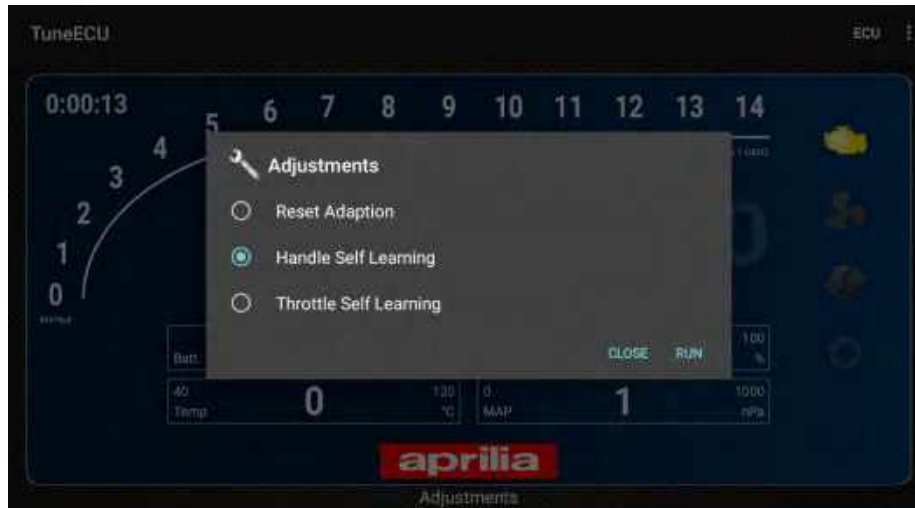 TuneECU ECU
0:00:13
0 1 2 3 4 5 6 7 8 9 10 11 12 13 14
Adjustments
Reset Adaption
Handle Self Learning
Throttle Self Learning
CLOSE RUN
Batt. 100 %
40 Temp 0 120 °C
0 MAP 1 1000 hPa
aprilia
Adjustments